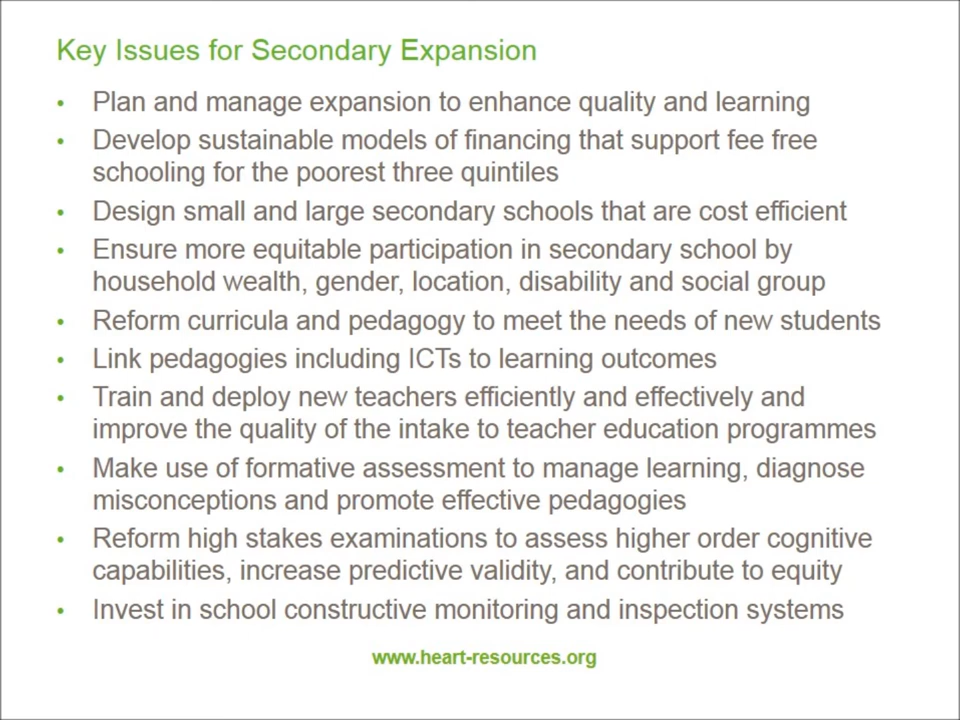 Key Issues for Secondary Expansion
• Plan and manage expansion to enhance quality and learning
• Develop sustainable models of financing that support fee free
schooling for the poorest three quintiles
• Design small and large secondary schools that are cost efficient
• Ensure more equitable participation in secondary school by
household wealth, gender, location, disability and social group
• Reform curricula and pedagogy to meet the needs of new students
• Link pedagogies including ICTs to learning outcomes
• Train and deploy new teachers efficiently and effectively and
improve the quality of the intake to teacher education programmes
• Make use of formative assessment to manage learning, diagnose
misconceptions and promote effective pedagogies
• Reform high stakes examinations to assess higher order cognitive
capabilities, increase predictive validity, and contribute to equity
• Invest in school constructive monitoring and inspection systems
www.heart-resources.org